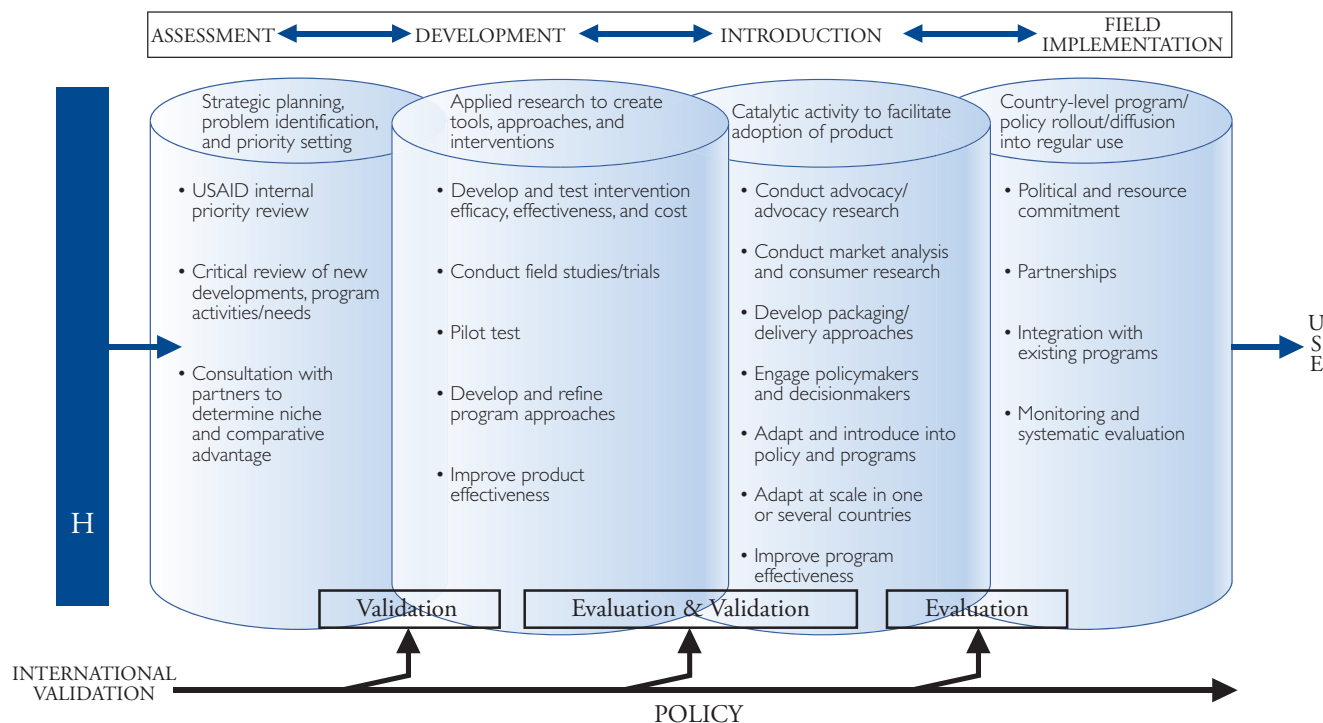 ASSESSMENT
DEVELOPMENT
INTRODUCTION
FIELD
IMPLEMENTATION
Strategic planning,
problem identification,
and priority setting
• USAID internal
priority review
• Critical review of new
developments, program
activities/needs
• Consultation with
partners to
determine niche
and comparative
advantage
Applied research to create
tools, approaches, and
interventions
• Develop and test intervention
efficacy, effectiveness, and cost
• Conduct field studies/trials
• Pilot test
• Develop and refine
program approaches
• Improve product
effectiveness
Catalytic activity to facilitate
adoption of product
• Conduct advocacy/
advocacy research
• Conduct market analysis
and consumer research
• Develop packaging/
delivery approaches
• Engage policymakers
and decisionmakers
• Adapt and introduce into
policy and programs
• Adapt at scale in one
or several countries
• Improve program
effectiveness
Country-level program/
policy rollout/diffusion
into regular use
• Political and resource
commitment
• Partnerships
• Integration with
existing programs
• Monitoring and
systematic evaluation
H
U
S
E
Validation
Evaluation & Validation
Evaluation
INTERNATIONAL
VALIDATION
POLICY